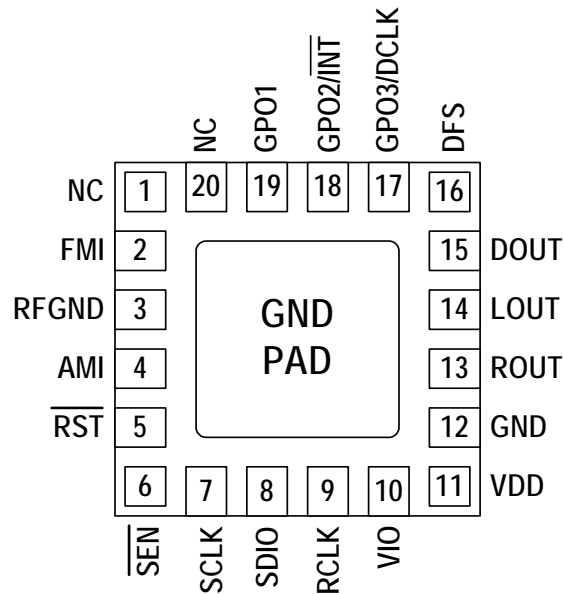 NC
GPO1
GPO2/INT
GPO3/DCLK
DFS
20
19
18
17
16
NC
1
FMI
2
15
DOUT
RFGND
3
14
LOUT
AMI
4
13
ROUT
RST
5
12
GND
6
7
8
9
10
11
VDD
GND
PAD
SEN
SCLK
SDIO
RCLK
VIO